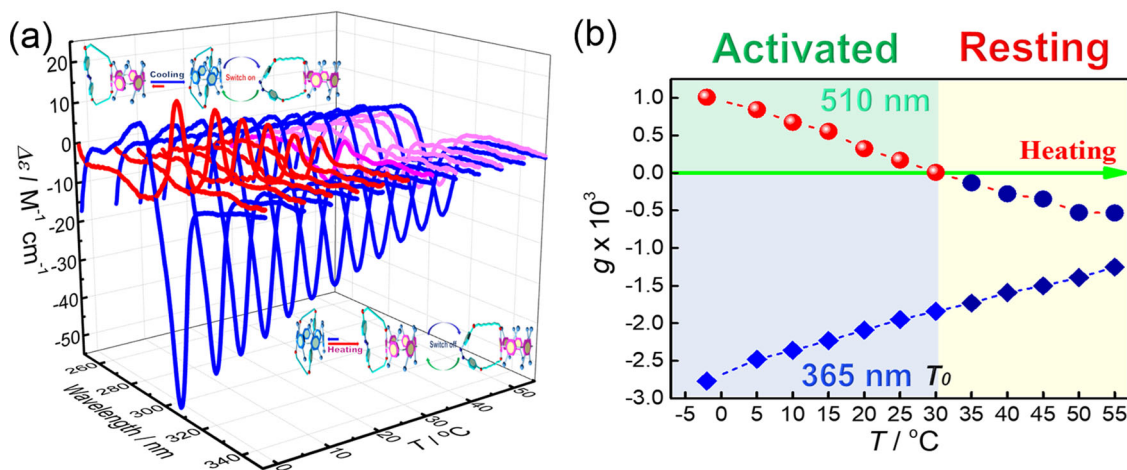 (a)
20
10
0
-10
-20
-30
-40
-50
Δε / M⁻¹ cm⁻¹
Cooling
Switch on
Heating
Switch off
260
280
300
320
340
Wavelength / nm
0
10
20
30
40
50
T / °C
(b)
Activated Resting
510 nm
Heating
365 nm T₀
1.0
0.5
0.0
-0.5
-1.0
-1.5
-2.0
-2.5
-3.0
g x 10³
-5 0 5 10 15 20 25 30 35 40 45 50 55
T / °C